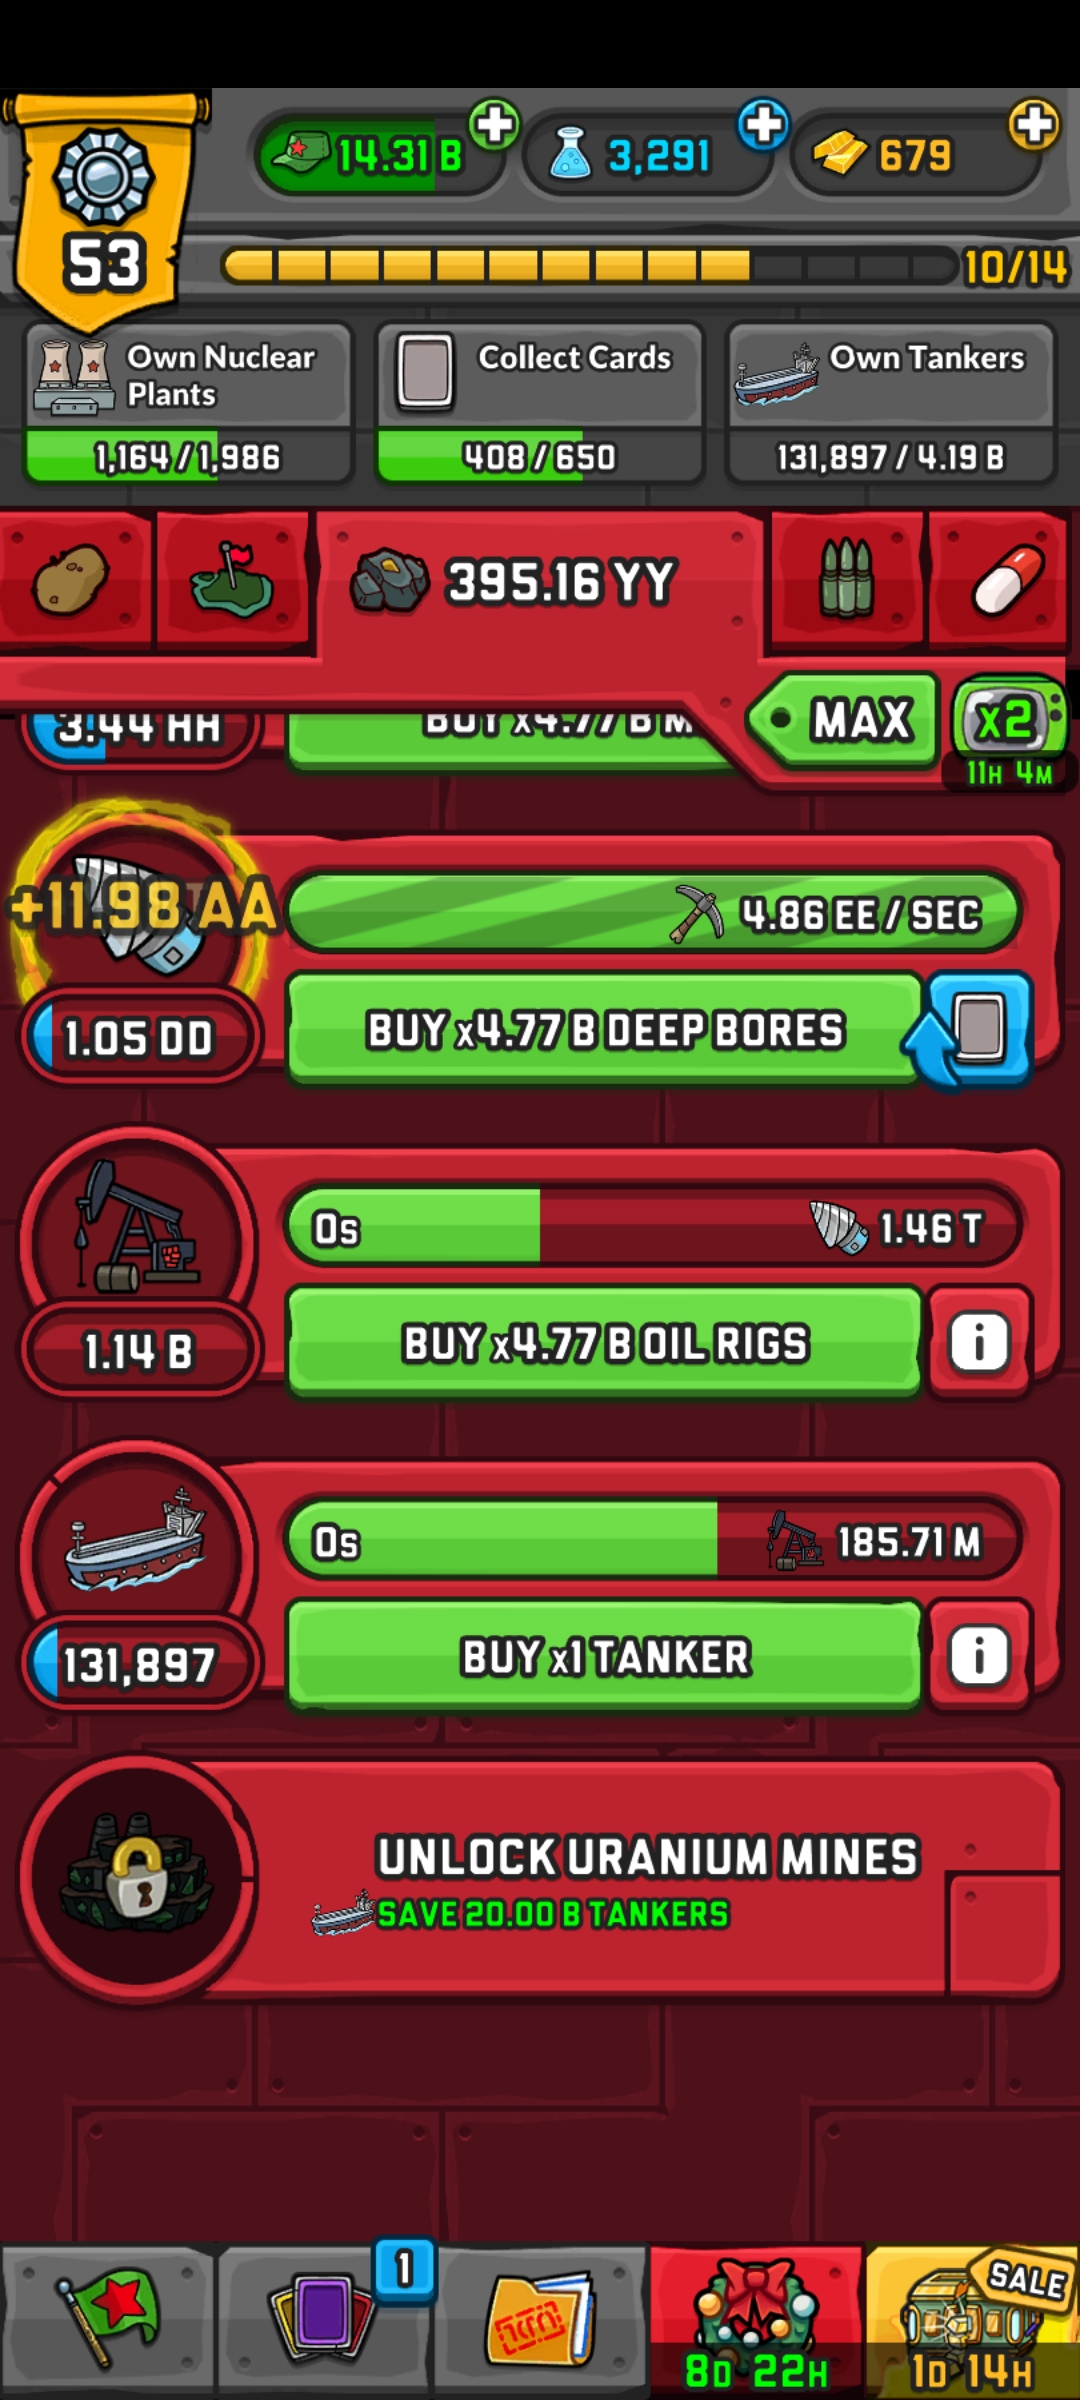 14.31 B
3,291
679
53
10/14
Own Nuclear
Plants
Collect Cards
Own Tankers
1,164 / 1,986
408 / 650
131,897 / 4.19 B
395.16 YY
MAX
x2
11H 4M
3.44 HH
BUY x4.77 B M
+11.98 AA
4.86 EE / SEC
1.05 DD
BUY x4.77 B DEEP BORES
0s
1.46 T
1.14 B
BUY x4.77 B OIL RIGS
i
0s
185.71 M
131,897
BUY x1 TANKER
i
UNLOCK URANIUM MINES
SAVE 20.00 B TANKERS
1
SALE
8D 22H
1D 14H